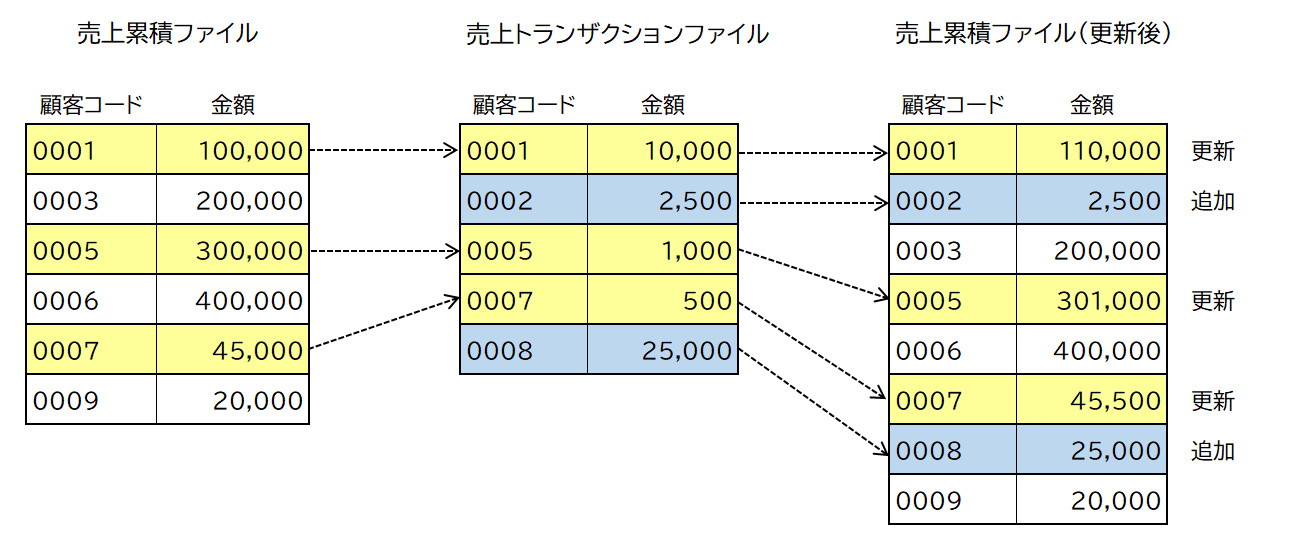 売上累積ファイル
顧客コード 金額
0001 100,000
0003 200,000
0005 300,000
0006 400,000
0007 45,000
0009 20,000
売上トランザクションファイル
顧客コード 金額
0001 10,000
0002 2,500
0005 1,000
0007 500
0008 25,000
売上累積ファイル(更新後)
顧客コード 金額
0001 110,000 更新
0002 2,500 追加
0003 200,000
0005 301,000 更新
0006 400,000
0007 45,500 更新
0008 25,000 追加
0009 20,000